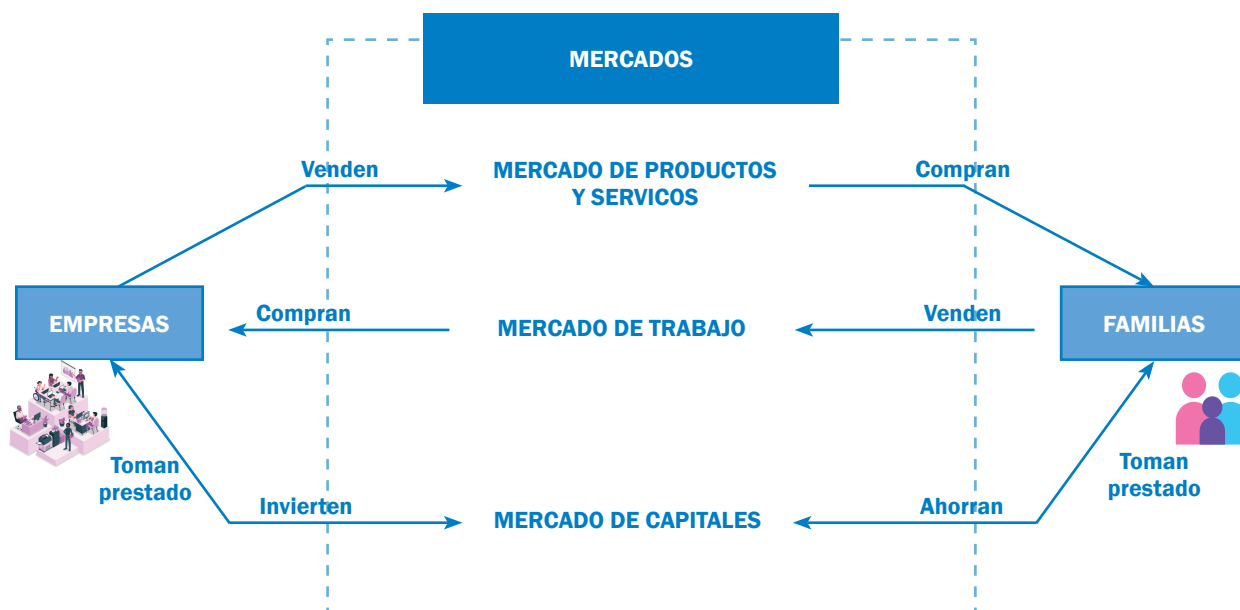 MERCADOS
Venden
MERCADO DE PRODUCTOS
Y SERVICOS
Compran
EMPRESAS
Compran
MERCADO DE TRABAJO
Venden
FAMILIAS
Toman
prestado
Invierten
MERCADO DE CAPITALES
Ahorran
Toman
prestado